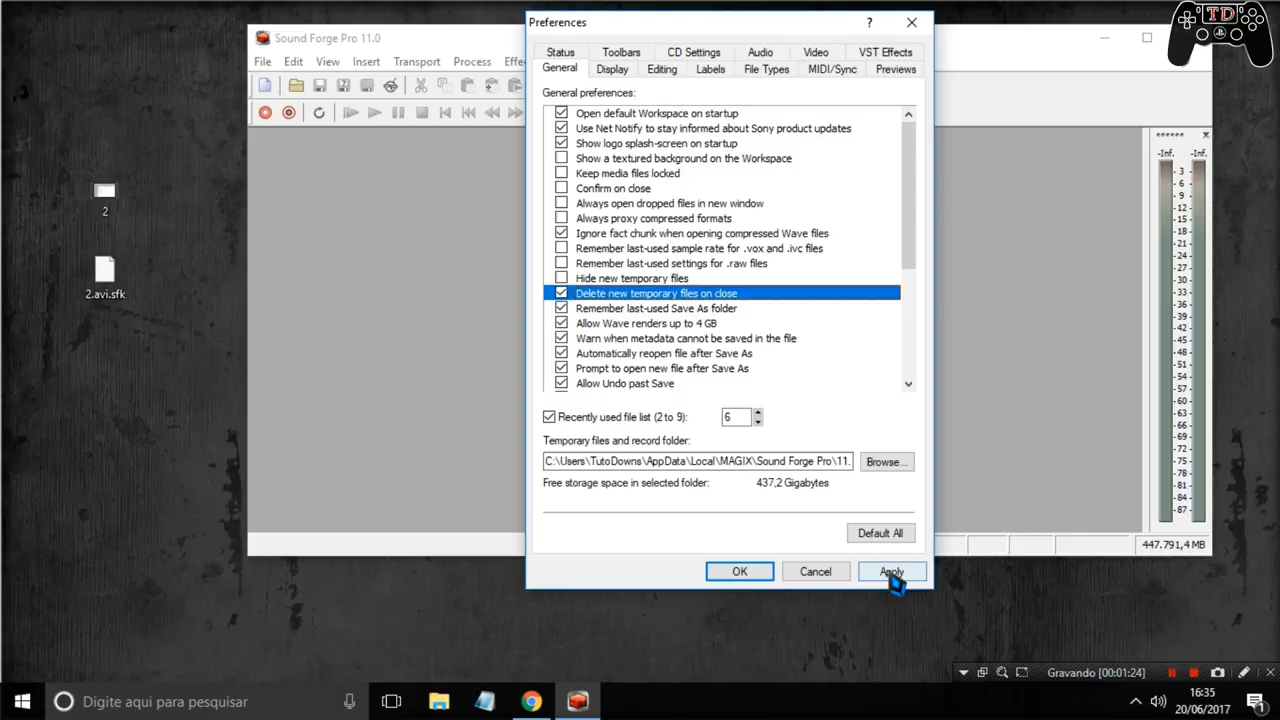 Preferences
?
TD
Sound Forge Pro 11.0
Status Toolbars CD Settings Audio Video VST Effects
File Edit View Insert Transport Process
General Display Editing Labels File Types MIDI/Sync Previews
General preferences:
Open default Workspace on startup
Use Net Notify to stay informed about Sony product updates
Show logo splash-screen on startup
Show a textured background on the Workspace
Keep media files locked
Confirm on close
Always open dropped files in new window
Always proxy compressed formats
Ignore fact chunk when opening compressed Wave files
Remember last-used sample rate for .vox and .ivc files
Remember last-used settings for .raw files
Hide new temporary files
Delete new temporary files on close
Remember last-used Save As folder
Allow Wave renders up to 4 GB
Warn when metadata cannot be saved in the file
Automatically reopen file after Save As
Prompt to open new file after Save As
Allow Undo past Save
Recently used file list (2 to 9): 6
Temporary files and record folder:
C:\Users\TutoDowns\AppData\Local\MAGIX\Sound Forge Pro\11. Browse...
Free storage space in selected folder: 437,2 Gigabytes
Default All
OK Cancel Apply
2
2.avi.sfk
-Inf. -Inf.
3
6
9
12
15
18
21
24
27
30
33
36
39
42
45
48
51
54
57
60
63
66
69
72
75
78
81
84
87
447.791,4 MB
Gravando [00:01:24]
Digite aqui para pesquisar
16:35
20/06/2017
1